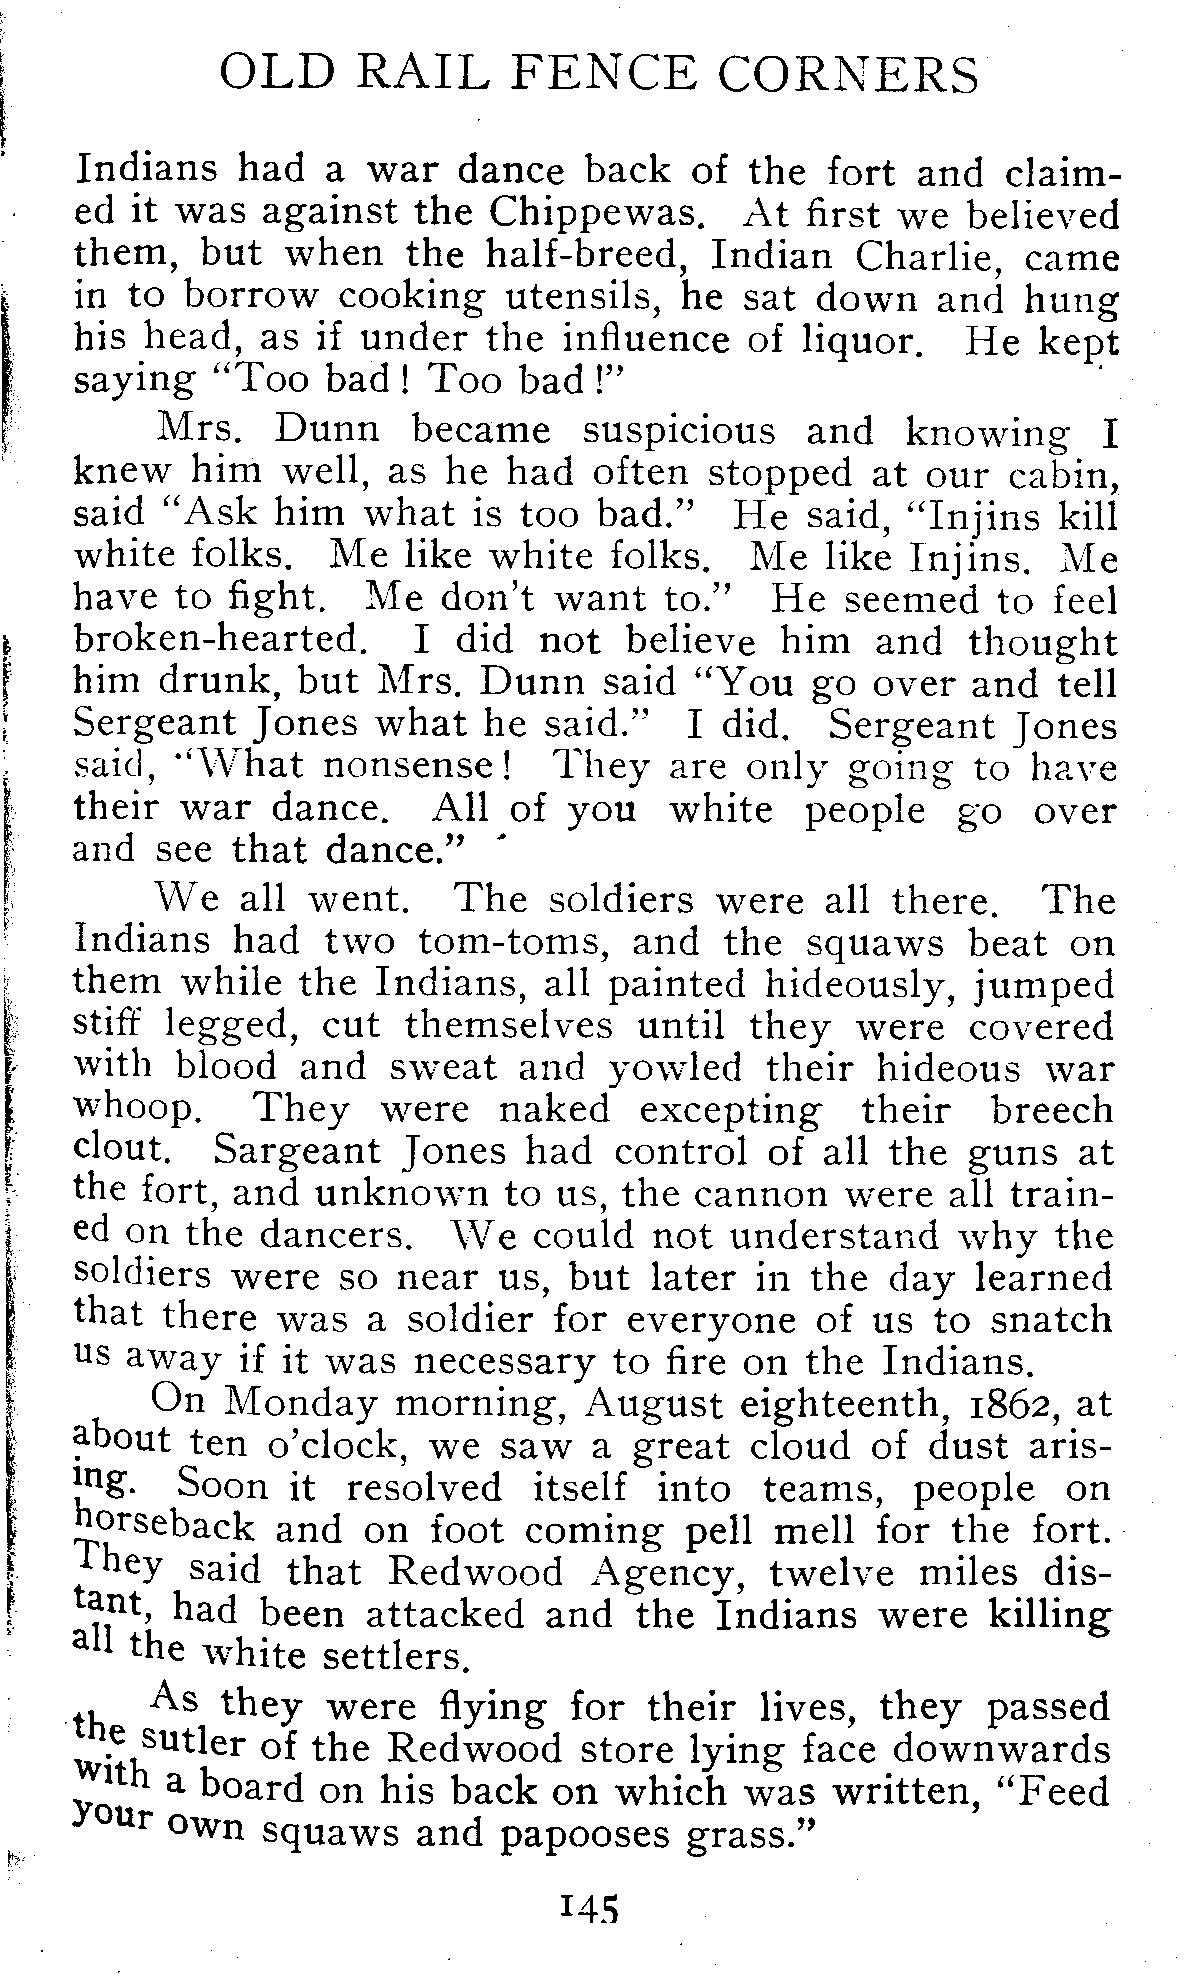 OLD RAIL FENCE CORNERS
Indians had a war dance back of the fort and claim-
ed it was against the Chippewas. At first we believed
them, but when the half-breed, Indian Charlie, came
in to borrow cooking utensils, he sat down and hung
his head, as if under the influence of liquor. He kept
saying "Too bad! Too bad!"
Mrs. Dunn became suspicious and knowing I
knew him well, as he had often stopped at our cabin,
said "Ask him what is too bad." He said, "Injins kill
white folks. Me like white folks. Me like Injins. Me
have to fight. Me don't want to." He seemed to feel
broken-hearted. I did not believe him and thought
him drunk, but Mrs. Dunn said "You go over and tell
Sergeant Jones what he said." I did. Sergeant Jones
said, "What nonsense! They are only going to have
their war dance. All of you white people go over
and see that dance."
We all went. The soldiers were all there. The
Indians had two tom-toms, and the squaws beat on
them while the Indians, all painted hideously, jumped
stiff legged, cut themselves until they were covered
with blood and sweat and yowled their hideous war
whoop. They were naked excepting their breech
clout. Sargeant Jones had control of all the guns at
the fort, and unknown to us, the cannon were all train-
ed on the dancers. We could not understand why the
soldiers were so near us, but later in the day learned
that there was a soldier for everyone of us to snatch
us away if it was necessary to fire on the Indians.
On Monday morning, August eighteenth, 1862, at
about ten o'clock, we saw a great cloud of dust aris-
ing. Soon it resolved itself into teams, people on
horseback and on foot coming pell mell for the fort.
They said that Redwood Agency, twelve miles dis-
tant, had been attacked and the Indians were killing
all the white settlers.
As they were flying for their lives, they passed
the sutler of the Redwood store lying face downwards
with a board on his back on which was written, "Feed
your own squaws and papooses grass."
145